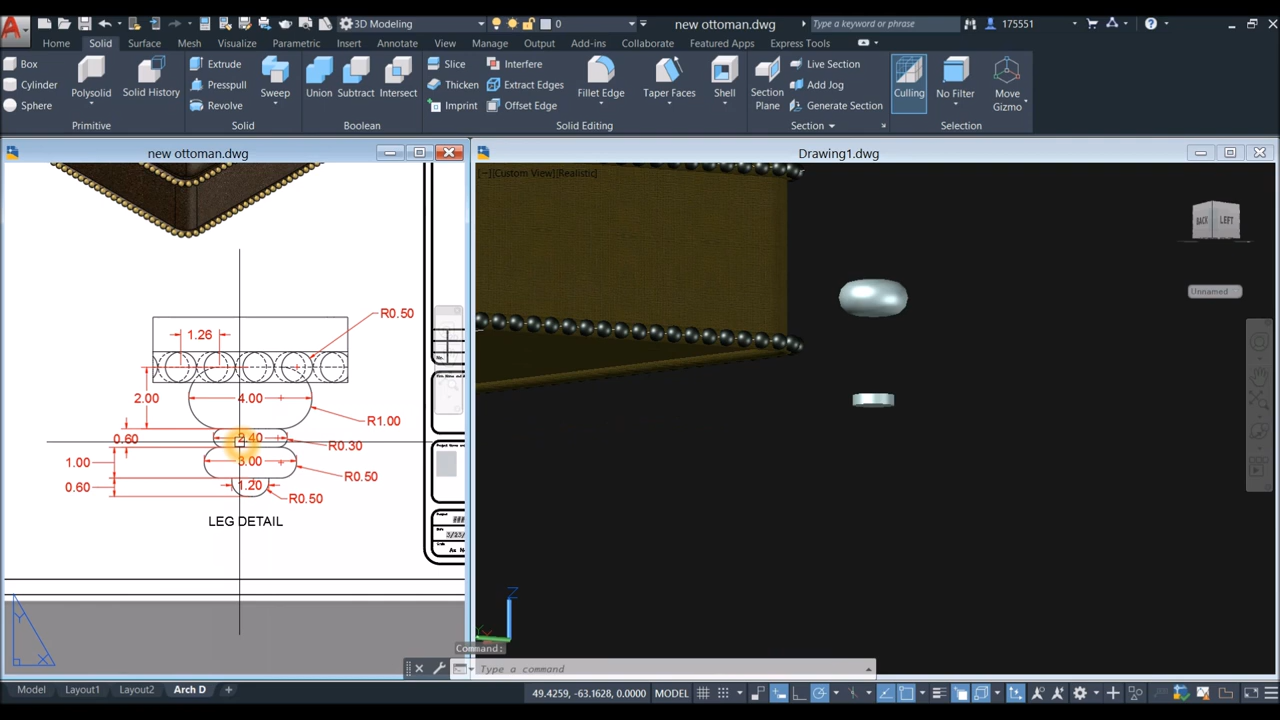 3D Modeling
0
new ottoman.dwg
Type a keyword or phrase
175551
Home
Solid
Surface
Mesh
Visualize
Parametric
Insert
Annotate
View
Manage
Output
Add-ins
Collaborate
Featured Apps
Express Tools
Box
Cylinder
Sphere
Polysolid
Solid History
Primitive
Extrude
Presspull
Revolve
Sweep
Solid
Union
Subtract
Intersect
Boolean
Slice
Thicken
Imprint
Interfere
Extract Edges
Offset Edge
Fillet Edge
Taper Faces
Shell
Solid Editing
Section
Plane
Live Section
Add Jog
Generate Section
Section
Culling
No Filter
Move
Gizmo
Selection
new ottoman.dwg
Drawing1.dwg
[−][Custom View][Realistic]
BACK
LEFT
Unnamed
R0.50
1.26
2.00
4.00
R1.00
0.60
2.40
R0.30
1.00
3.00
R0.50
0.60
1.20
R0.50
LEG DETAIL
No.
Y
X
Z
Command:
Type a command
Model
Layout1
Layout2
Arch D
+
49.4259, -63.1628, 0.0000
MODEL